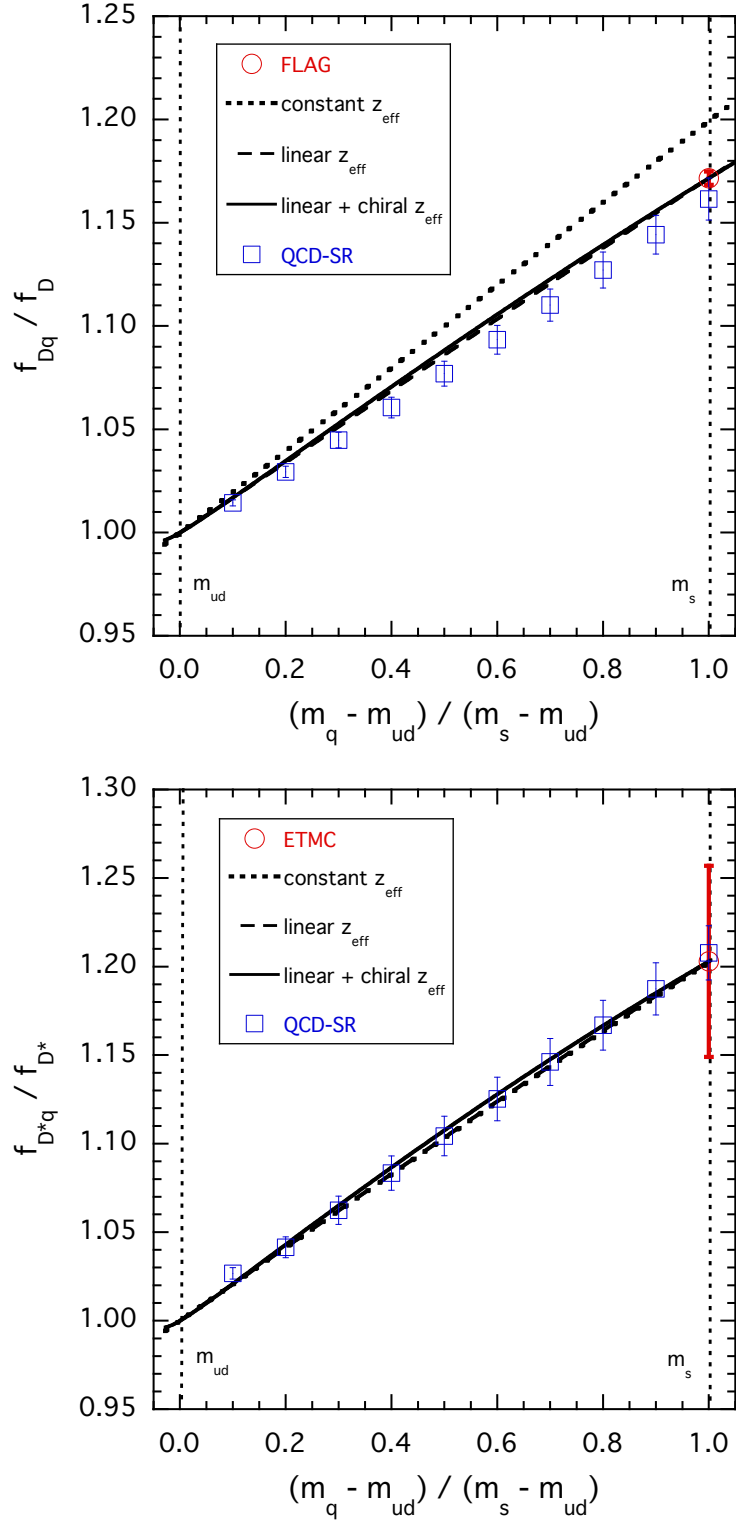 1.25
1.20
1.15
1.10
1.05
1.00
0.95
f_Dq / f_D
FLAG
constant z_eff
linear z_eff
linear + chiral z_eff
QCD-SR
m_ud
m_s
0.0 0.2 0.4 0.6 0.8 1.0
(m_q - m_ud) / (m_s - m_ud)
1.30
1.25
1.20
1.15
1.10
1.05
1.00
0.95
f_D*q / f_D*
ETMC
constant z_eff
linear z_eff
linear + chiral z_eff
QCD-SR
m_ud
m_s
0.0 0.2 0.4 0.6 0.8 1.0
(m_q - m_ud) / (m_s - m_ud)